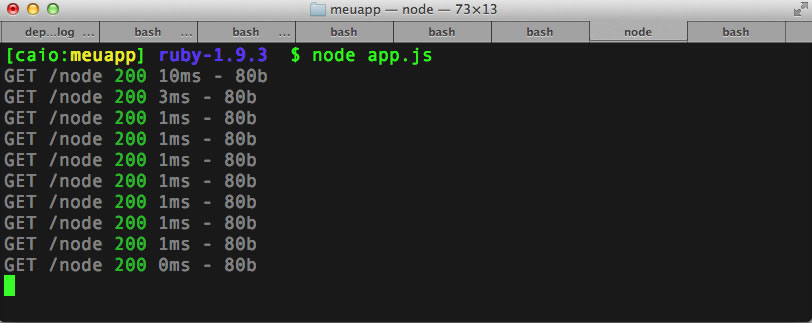 meuapp — node — 73×13
dep...log ... bash ... bash ... bash bash bash node bash
[caio:meuapp] ruby-1.9.3 $ node app.js
GET /node 200 10ms - 80b
GET /node 200 3ms - 80b
GET /node 200 1ms - 80b
GET /node 200 1ms - 80b
GET /node 200 1ms - 80b
GET /node 200 1ms - 80b
GET /node 200 1ms - 80b
GET /node 200 1ms - 80b
GET /node 200 1ms - 80b
GET /node 200 0ms - 80b